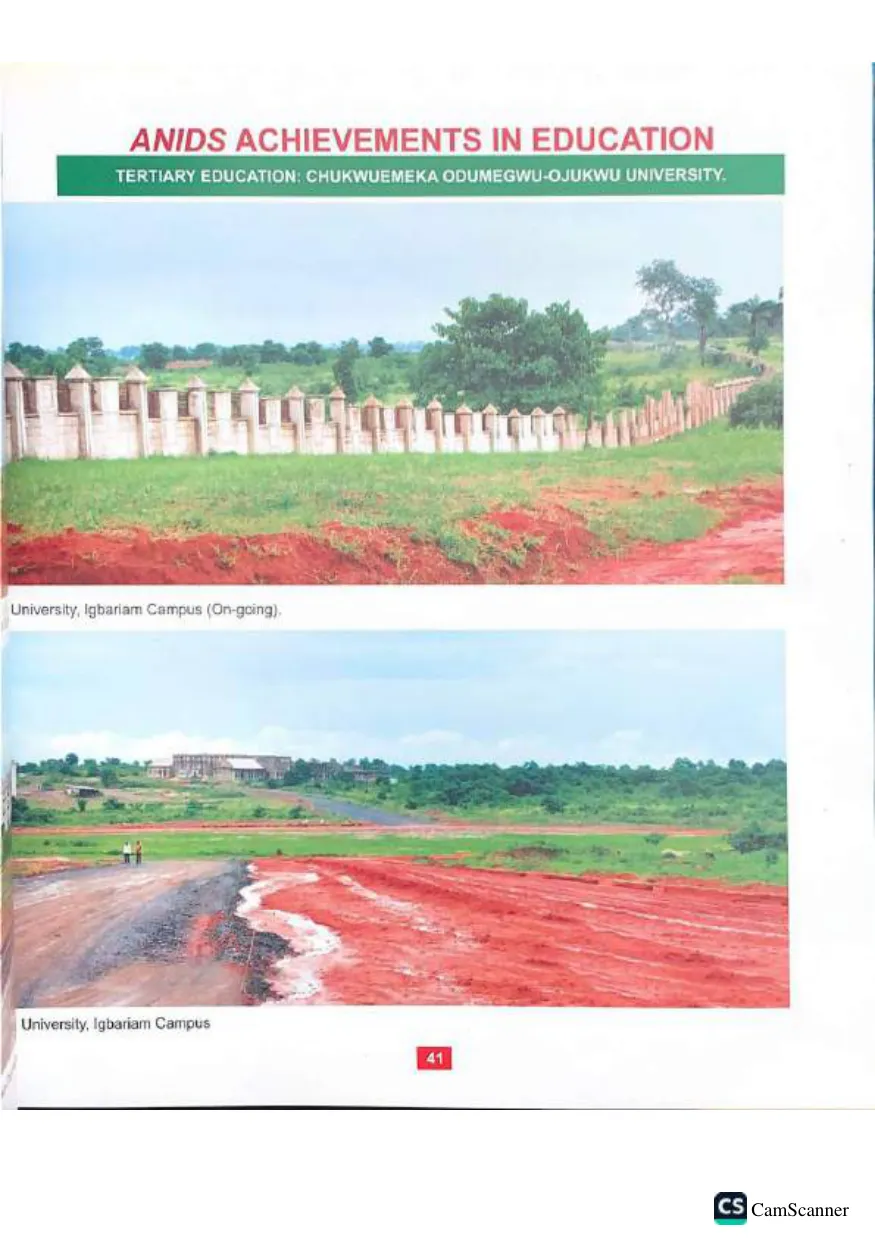 ANIDS ACHIEVEMENTS IN EDUCATION
TERTIARY EDUCATION: CHUKWUEMEKA ODUMEGWU-OJUKWU UNIVERSITY.
University, Igbariam Campus (On-going).
University, Igbariam Campus
41
CS CamScanner